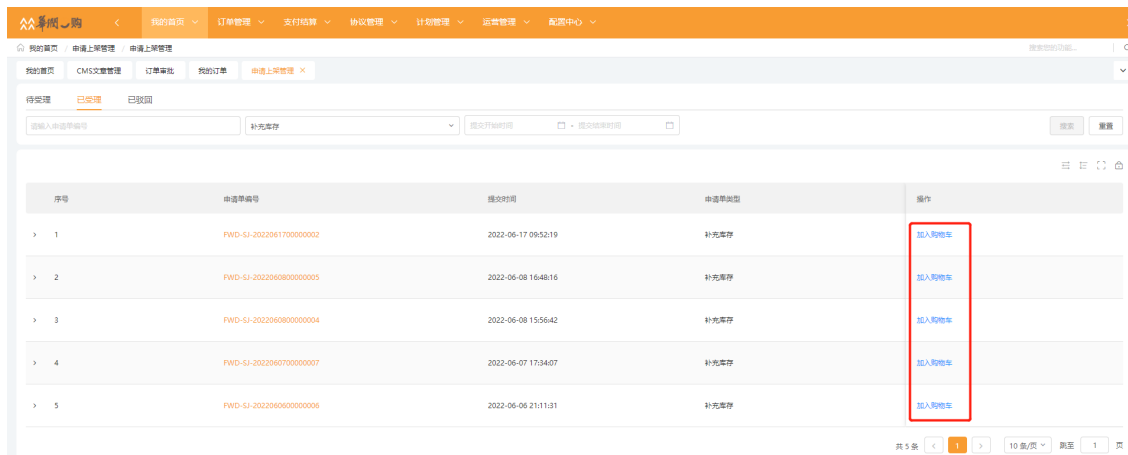 華润一购 我的首页 订单管理 支付结算 协议管理 计划管理 运营管理 配置中心
我的首页 / 申请上架管理 / 申请上架管理 搜索您的功能...
我的首页 CMS文章管理 订单审批 我的订单 申请上架管理 ×
待受理 已受理 已驳回
请输入申请单编号 补充库存 提交开始时间 - 提交结束时间 搜索 重置
序号 申请单编号 提交时间 申请单类型 操作
1 FWD-SJ-2022061700000002 2022-06-17 09:52:19 补充库存 加入购物车
2 FWD-SJ-2022060800000005 2022-06-08 16:48:16 补充库存 加入购物车
3 FWD-SJ-2022060800000004 2022-06-08 15:56:42 补充库存 加入购物车
4 FWD-SJ-2022060700000007 2022-06-07 17:34:07 补充库存 加入购物车
5 FWD-SJ-2022060600000006 2022-06-06 21:11:31 补充库存 加入购物车
共 5 条 < 1 > 10 条/页 跳至 1 页